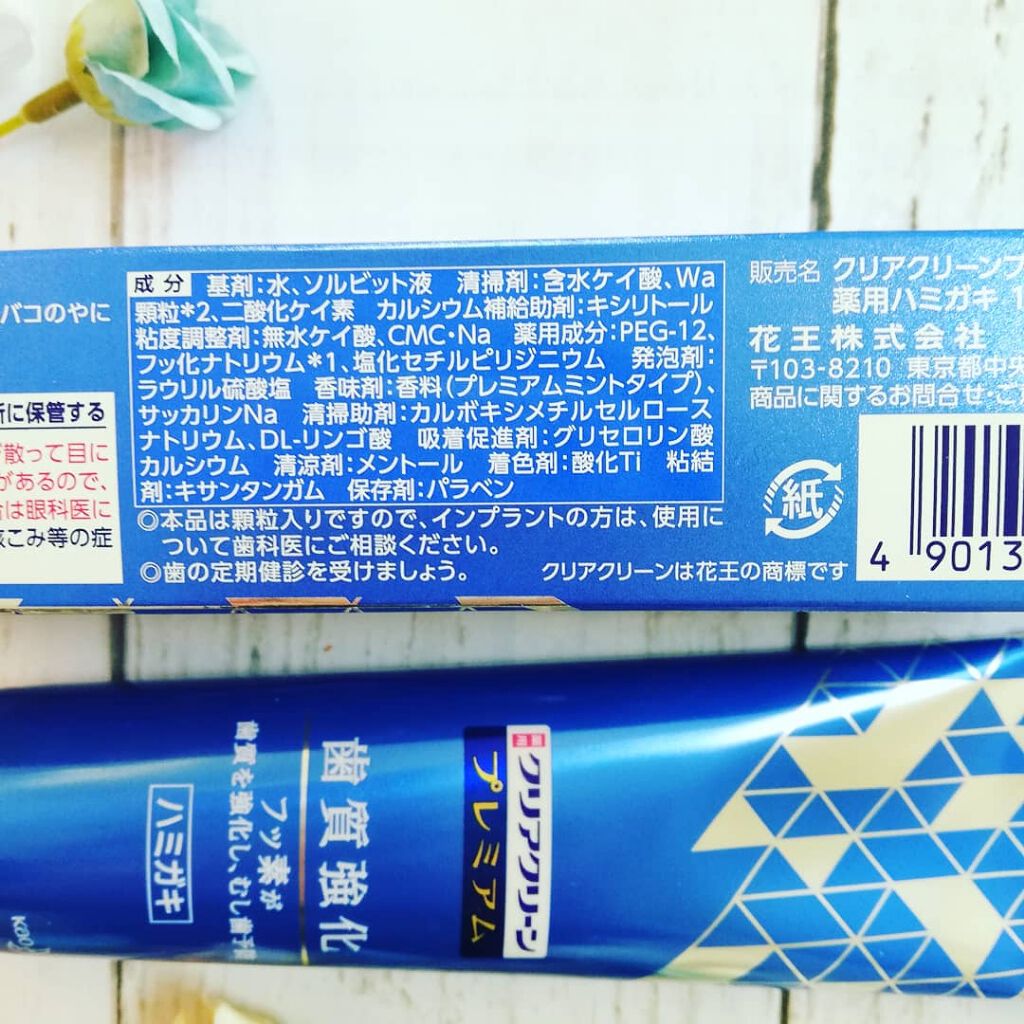 バコのやに
所に保管する
散って目に
があるので、
は眼科医に
こみ等の症
成分 基剤:水、ソルビット液 清掃剤:含水ケイ酸、Wa
顆粒*2、二酸化ケイ素 カルシウム補給助剤:キシリトール
粘度調整剤:無水ケイ酸、CMC・Na 薬用成分:PEG-12、
フッ化ナトリウム*1、塩化セチルピリジニウム 発泡剤:
ラウリル硫酸塩 香味剤:香料(プレミアムミントタイプ)、
サッカリンNa 清掃助剤:カルボキシメチルセルロース
ナトリウム、DL-リンゴ酸 吸着促進剤:グリセロリン酸
カルシウム 清涼剤:メントール 着色剤:酸化Ti 粘結
剤:キサンタンガム 保存剤:パラベン
◎本品は顆粒入りですので、インプラントの方は、使用に
ついて歯科医にご相談ください。
◎歯の定期健診を受けましょう。 クリアクリーンは花王の商標です
販売名 クリアクリーンプ
薬用ハミガキ 1
花王株式会社
〒103-8210 東京都中央
商品に関するお問合せ・ご
紙
4 9013
薬用
クリアクリーン
プレミアム
歯質強化
フッ素が
歯質を強化し、むし歯予
ハミガキ
Kao